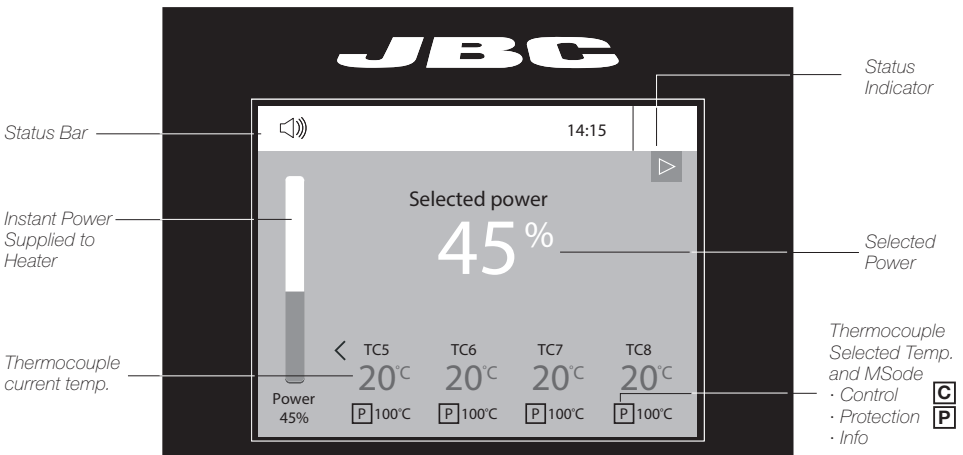 JBC
Status
Indicator
Status Bar
14:15
Selected power
45%
Instant Power
Supplied to
Heater
Selected
Power
Thermocouple
current temp.
TC5 TC6 TC7 TC8
20°C 20°C 20°C 20°C
P 100°C P 100°C P 100°C P 100°C
Power
45%
Thermocouple
Selected Temp.
and MSode
· Control C
· Protection P
· Info